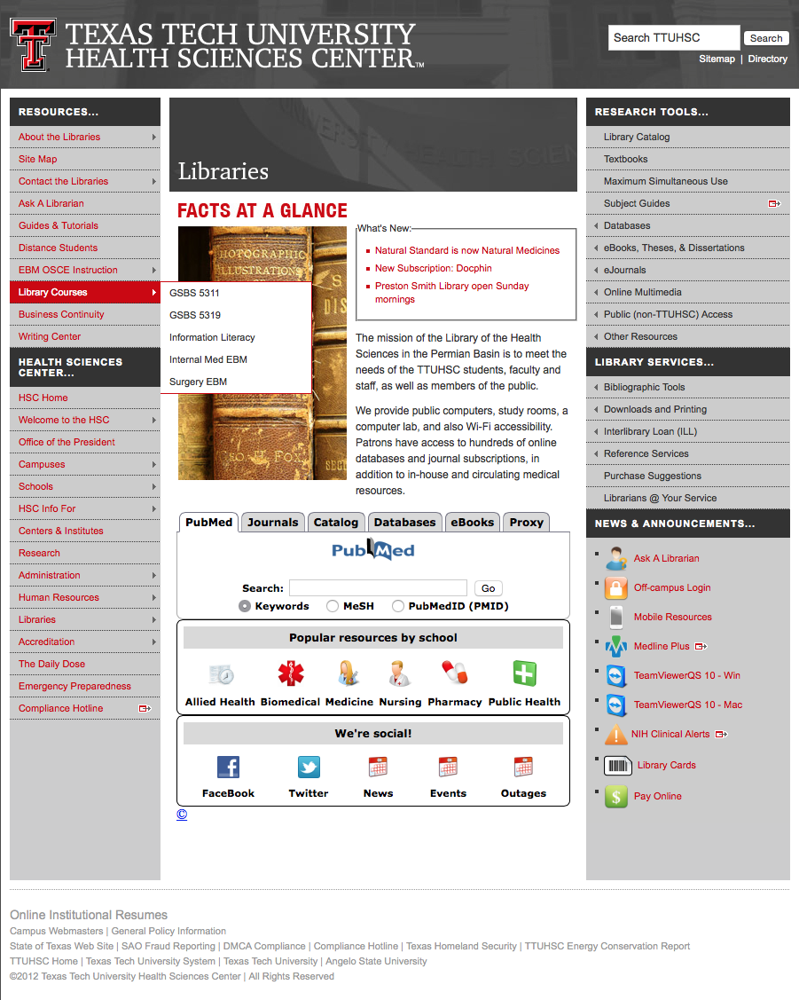 TEXAS TECH UNIVERSITY
HEALTH SCIENCES CENTER™
Search TTUHSC
Search
Sitemap | Directory
RESOURCES...
About the Libraries
Site Map
Contact the Libraries
Ask A Librarian
Guides & Tutorials
Distance Students
EBM OSCE Instruction
Library Courses
Business Continuity
Writing Center
GSBS 5311
GSBS 5319
Information Literacy
Internal Med EBM
Surgery EBM
HEALTH SCIENCES
CENTER...
HSC Home
Welcome to the HSC
Office of the President
Campuses
Schools
HSC Info For
Centers & Institutes
Research
Administration
Human Resources
Libraries
Accreditation
The Daily Dose
Emergency Preparedness
Compliance Hotline
Libraries
FACTS AT A GLANCE
HOTOGRAPHIC
ILLUSTRATIONS
What's New:
Natural Standard is now Natural Medicines
New Subscription: Docphin
Preston Smith Library open Sunday
mornings
The mission of the Library of the Health
Sciences in the Permian Basin is to meet the
needs of the TTUHSC students, faculty and
staff, as well as members of the public.
We provide public computers, study rooms, a
computer lab, and also Wi-Fi accessibility.
Patrons have access to hundreds of online
databases and journal subscriptions, in
addition to in-house and circulating medical
resources.
PubMed Journals Catalog Databases eBooks Proxy
PubMed
Search: Go
Keywords MeSH PubMedID (PMID)
Popular resources by school
Allied Health Biomedical Medicine Nursing Pharmacy Public Health
We're social!
FaceBook Twitter News Events Outages
©
RESEARCH TOOLS...
Library Catalog
Textbooks
Maximum Simultaneous Use
Subject Guides
Databases
eBooks, Theses, & Dissertations
eJournals
Online Multimedia
Public (non-TTUHSC) Access
Other Resources
LIBRARY SERVICES...
Bibliographic Tools
Downloads and Printing
Interlibrary Loan (ILL)
Reference Services
Purchase Suggestions
Librarians @ Your Service
NEWS & ANNOUNCEMENTS...
Ask A Librarian
Off-campus Login
Mobile Resources
Medline Plus
TeamViewerQS 10 - Win
TeamViewerQS 10 - Mac
NIH Clinical Alerts
Library Cards
Pay Online
Online Institutional Resumes
Campus Webmasters | General Policy Information
State of Texas Web Site | SAO Fraud Reporting | DMCA Compliance | Compliance Hotline | Texas Homeland Security | TTUHSC Energy Conservation Report
TTUHSC Home | Texas Tech University System | Texas Tech University | Angelo State University
©2012 Texas Tech University Health Sciences Center | All Rights Reserved